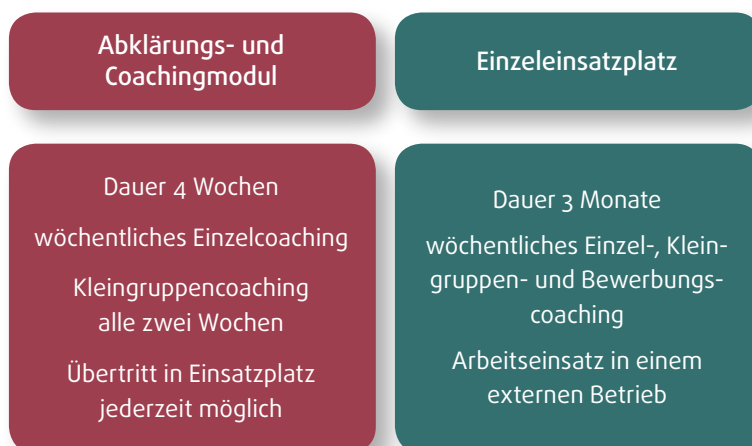 Abklärungs- und
Coachingmodul
Dauer 4 Wochen
wöchentliches Einzelcoaching
Kleingruppencoaching
alle zwei Wochen
Übertritt in Einsatzplatz
jederzeit möglich
Einzeleinsatzplatz
Dauer 3 Monate
wöchentliches Einzel-, Klein-
gruppen- und Bewerbungs-
coaching
Arbeitseinsatz in einem
externen Betrieb